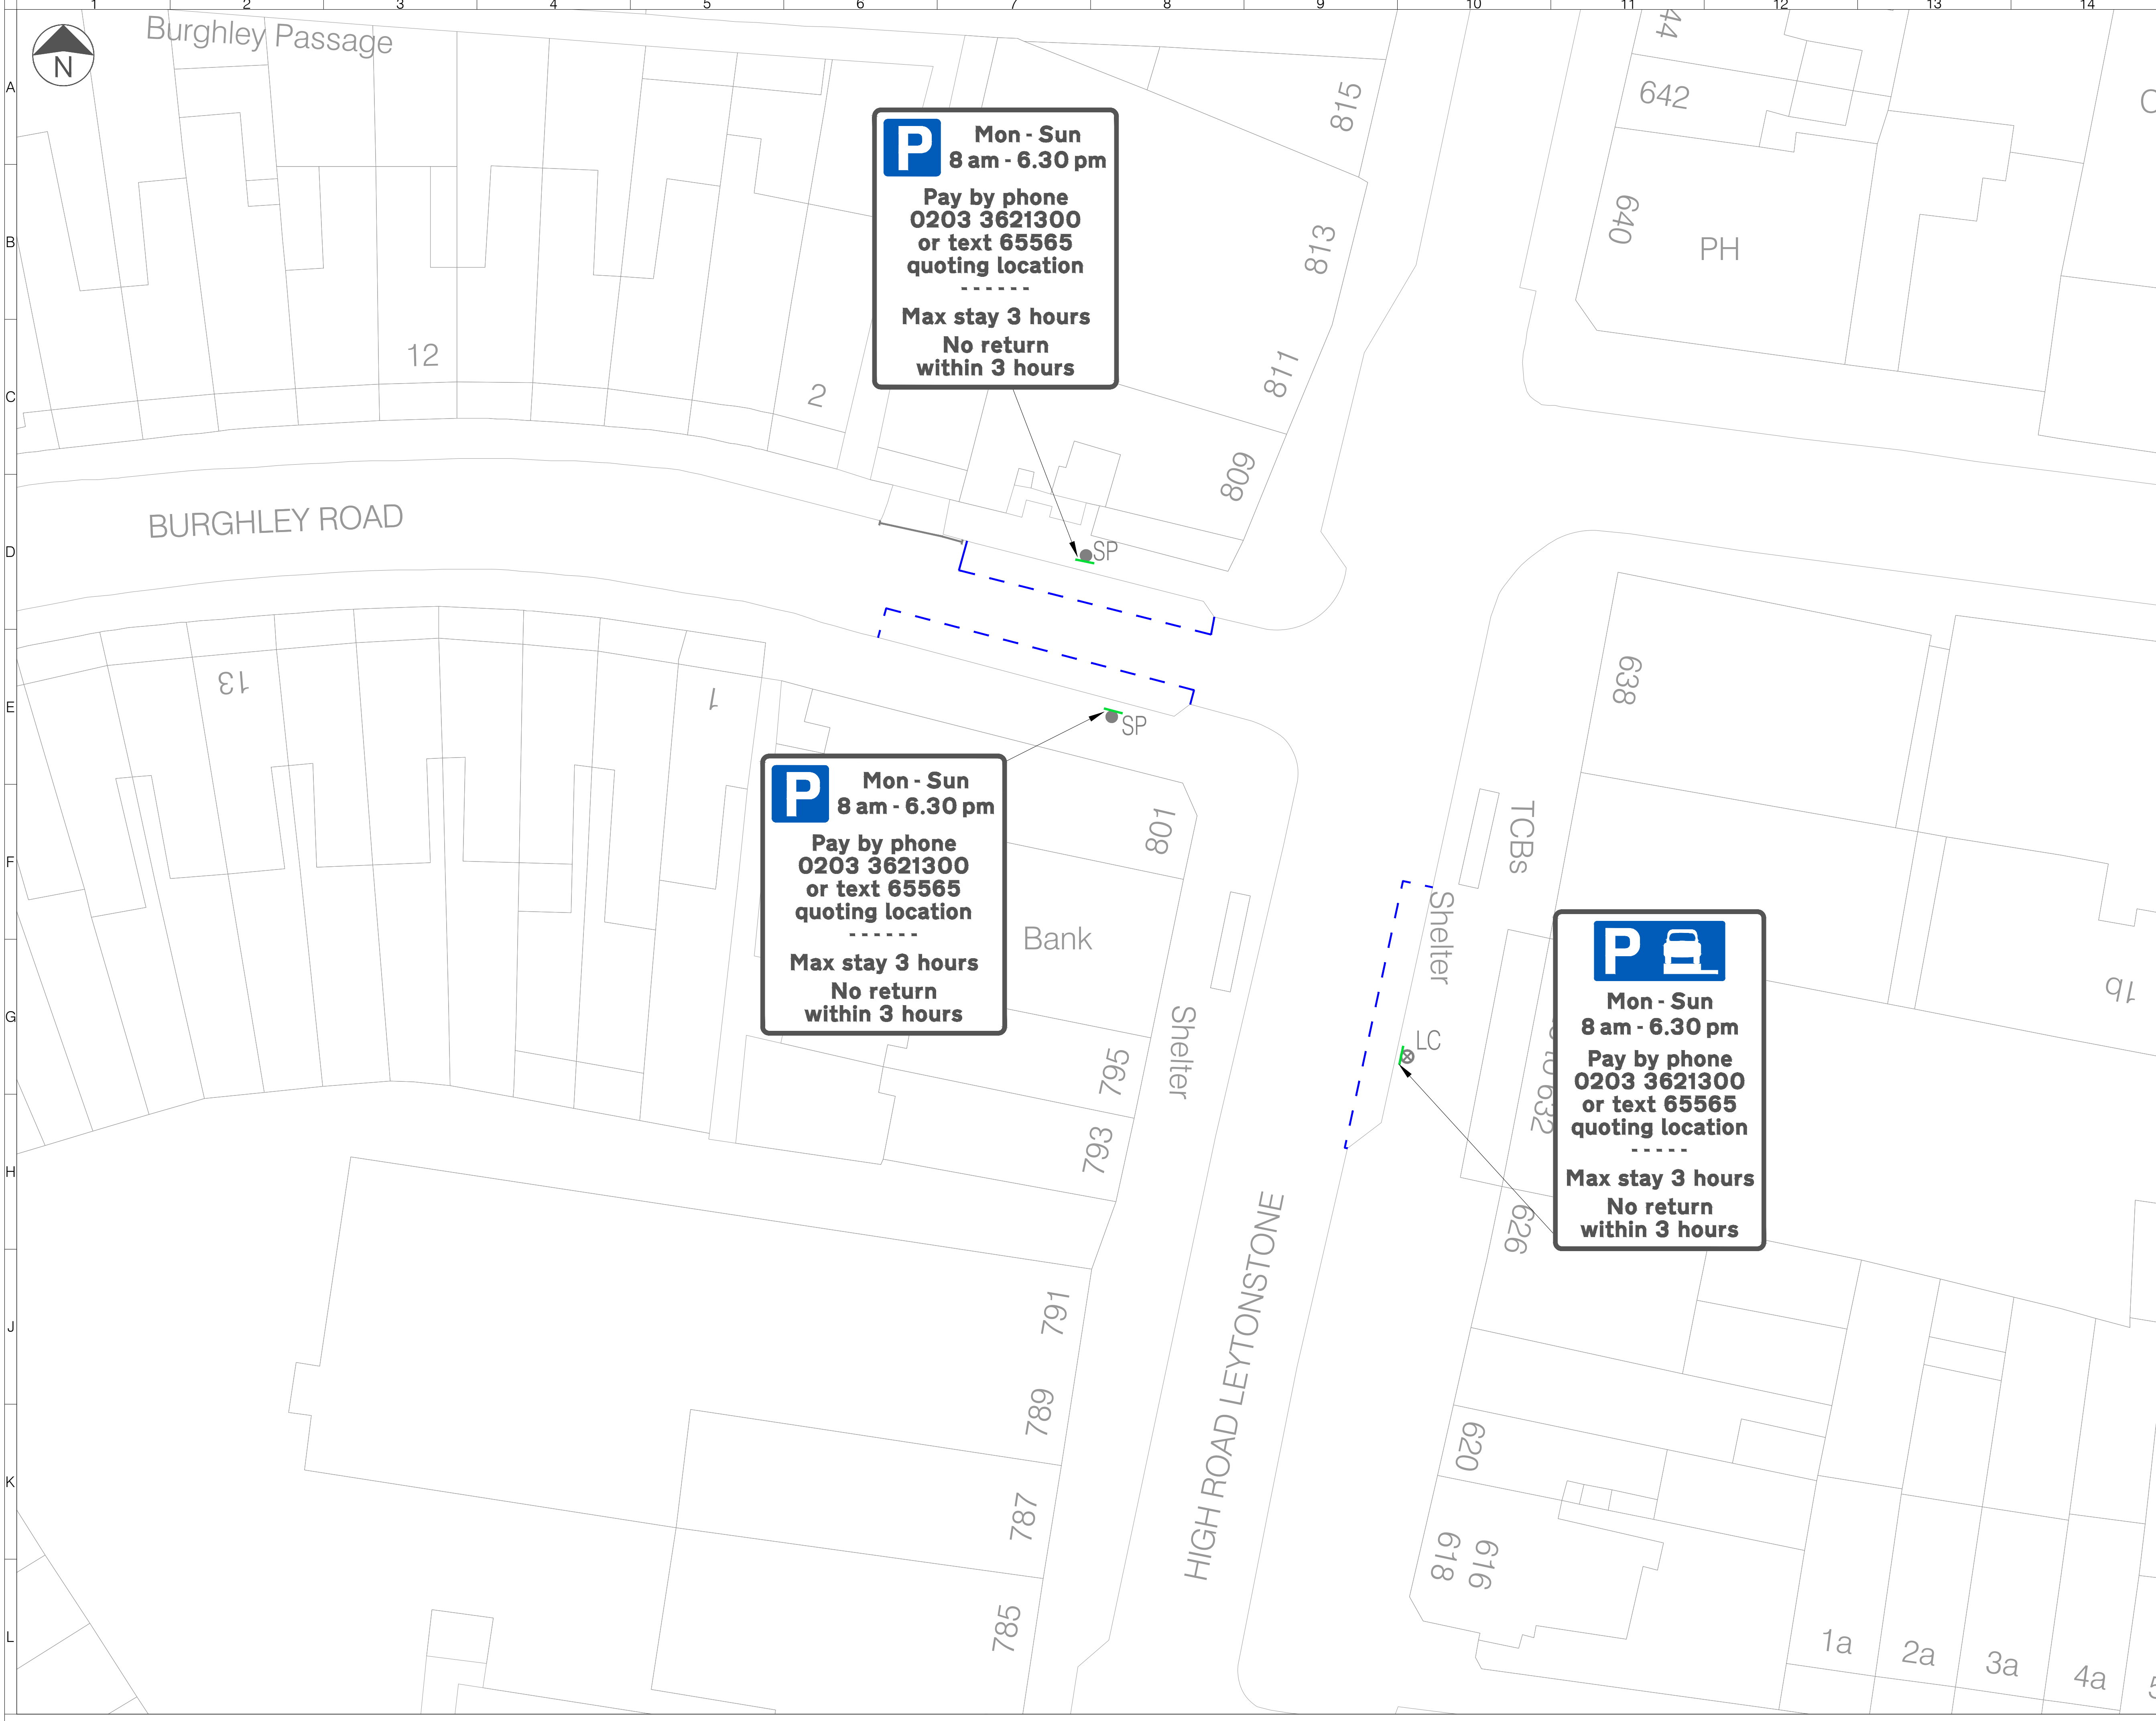 1 2 3 4 5 6 7 8 9 10 11 12 13 14
A
B
C
D
E
F
G
H
J
K
L
N
Burghley Passage
12
2
BURGHLEY ROAD
P Mon - Sun
8 am - 6.30 pm
Pay by phone
0203 3621300
or text 65565
quoting location
------
Max stay 3 hours
No return
within 3 hours
815
813
811
809
SP
44
642
640
PH
638
13
1
SP
P Mon - Sun
8 am - 6.30 pm
Pay by phone
0203 3621300
or text 65565
quoting location
------
Max stay 3 hours
No return
within 3 hours
801
Bank
795
793
Shelter
TCBs
Shelter
LC
632
626
P
Mon - Sun
8 am - 6.30 pm
Pay by phone
0203 3621300
or text 65565
quoting location
-----
Max stay 3 hours
No return
within 3 hours
1b
791
789
787
785
HIGH ROAD LEYTONSTONE
620
618
616
1a
2a
3a
4a